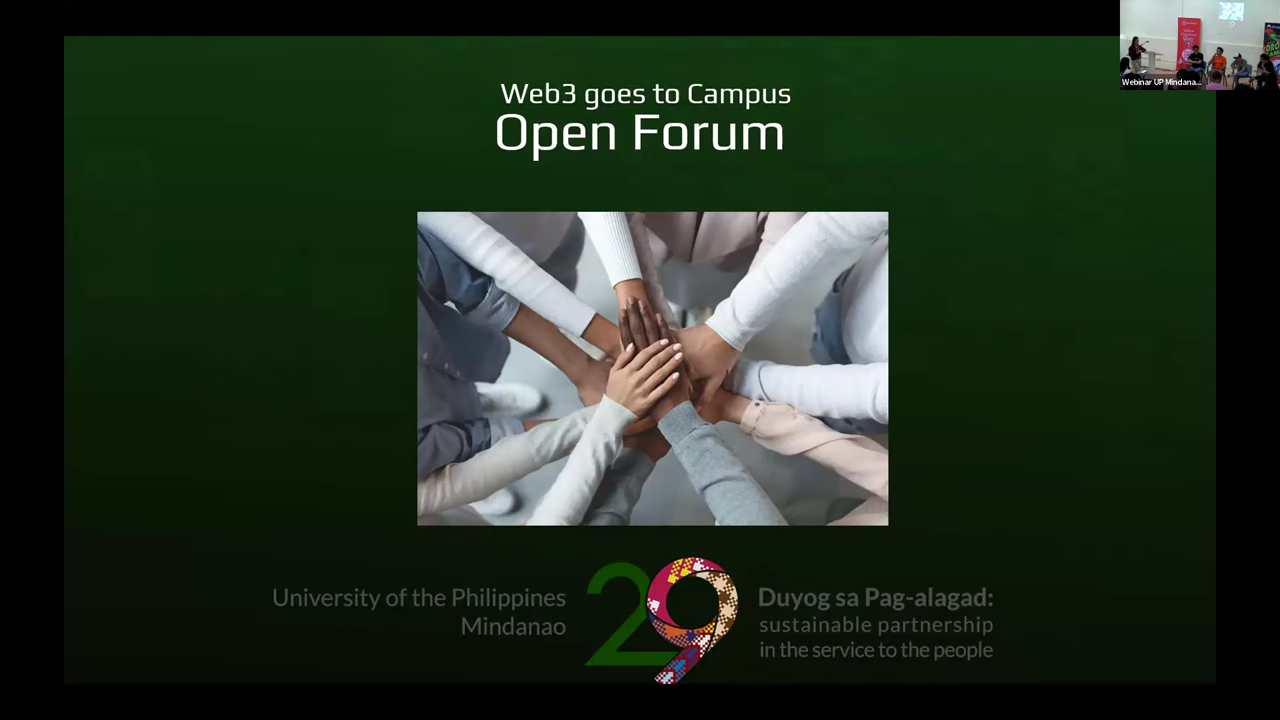 Web3 goes to Campus
Open Forum
Webinar UP Mindana...
University of the Philippines
Mindanao
29
Duyog sa Pag-alagad:
sustainable partnership
in the service to the people